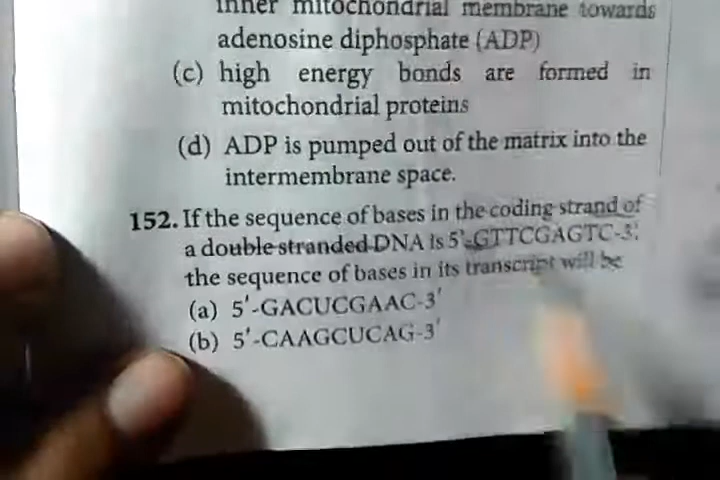 inner mitochondrial membrane towards
adenosine diphosphate (ADP)
(c) high energy bonds are formed in
mitochondrial proteins
(d) ADP is pumped out of the matrix into the
intermembrane space.
152. If the sequence of bases in the coding strand of
a double stranded DNA is 5'-GTTCGAGTC-3',
the sequence of bases in its transcript will be
(a) 5'-GACUCGAAC-3'
(b) 5'-CAAGCUCAG-3'